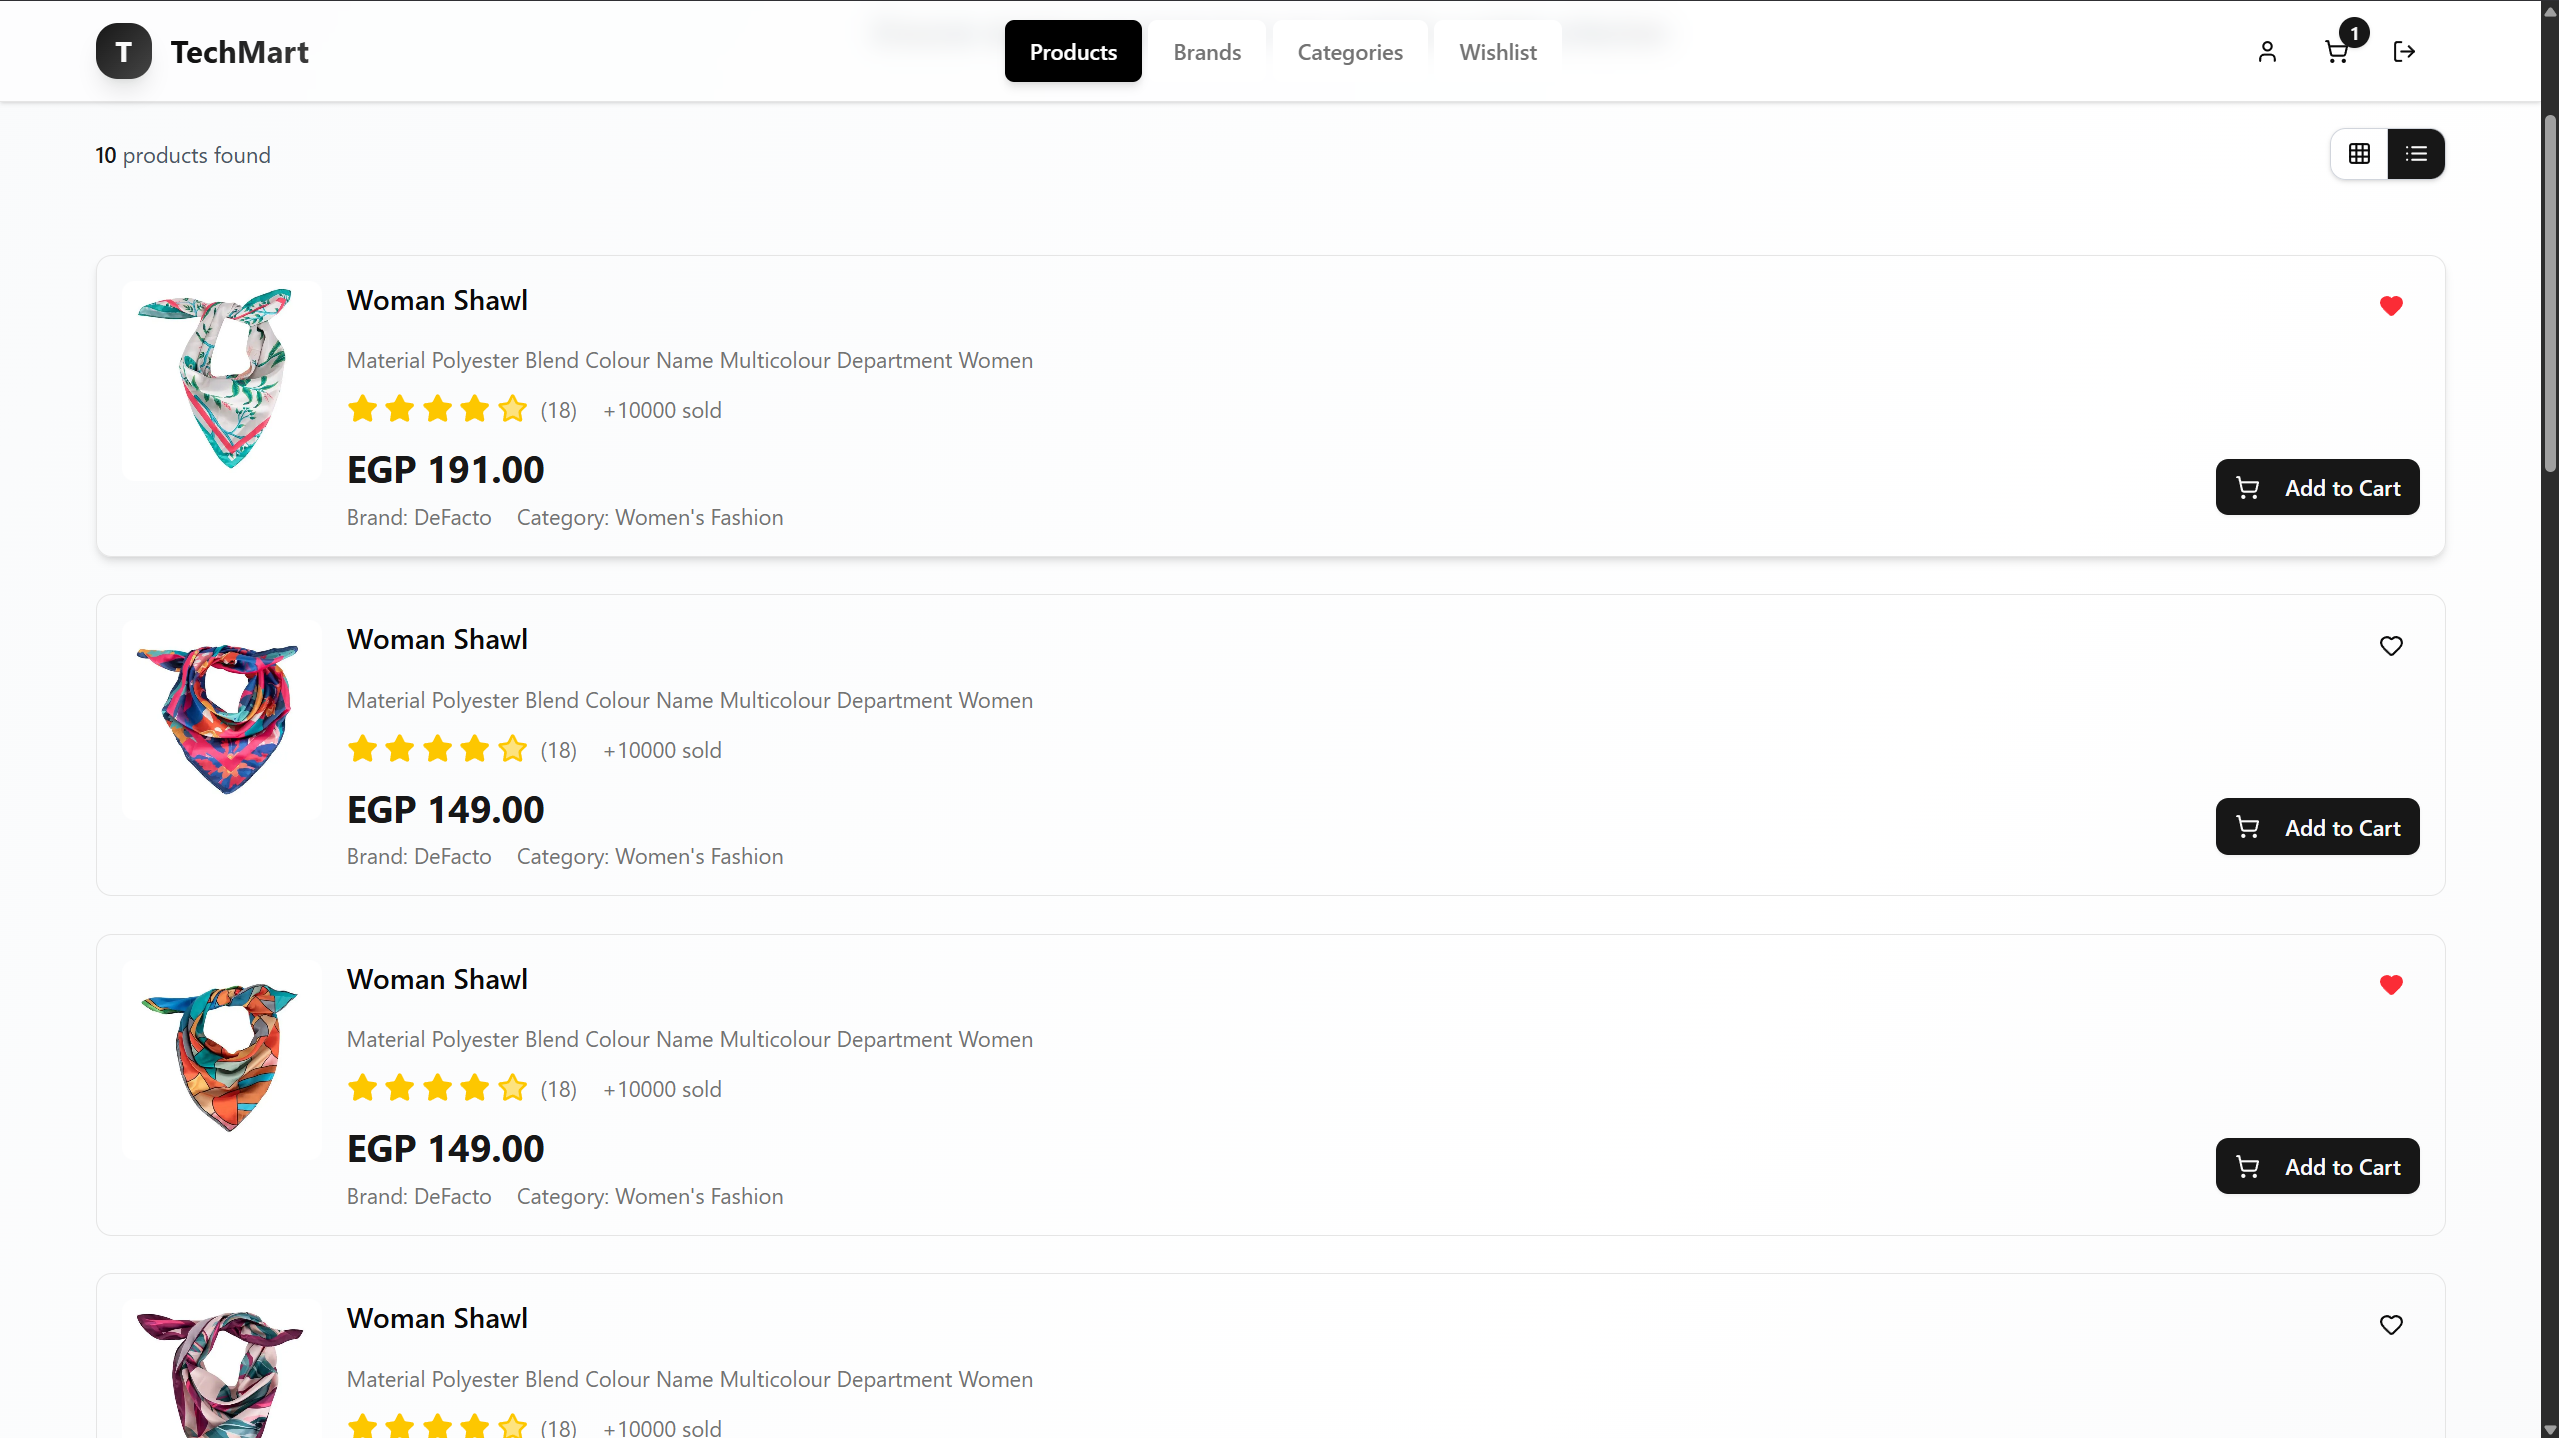 T TechMart Products Brands Categories Wishlist 1
10 products found
Woman Shawl
Material Polyester Blend Colour Name Multicolour Department Women
(18) +10000 sold
EGP 191.00
Brand: DeFacto Category: Women's Fashion
Add to Cart
Woman Shawl
Material Polyester Blend Colour Name Multicolour Department Women
(18) +10000 sold
EGP 149.00
Brand: DeFacto Category: Women's Fashion
Add to Cart
Woman Shawl
Material Polyester Blend Colour Name Multicolour Department Women
(18) +10000 sold
EGP 149.00
Brand: DeFacto Category: Women's Fashion
Add to Cart
Woman Shawl
Material Polyester Blend Colour Name Multicolour Department Women
(18) +10000 sold